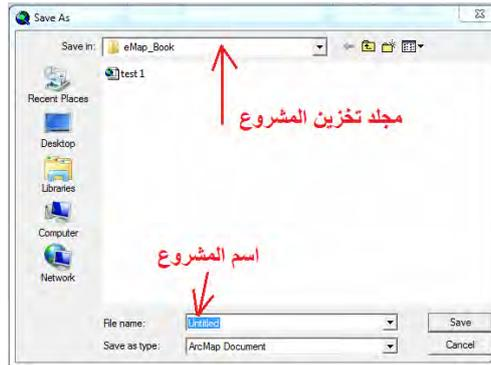 Save As
Save in:
eMap_Book
test 1
Recent Places
مجلد تخزين المشروع
Desktop
Libraries
Computer
اسم المشروع
Network
File name:
Untitled
Save
Save as type:
ArcMap Document
Cancel